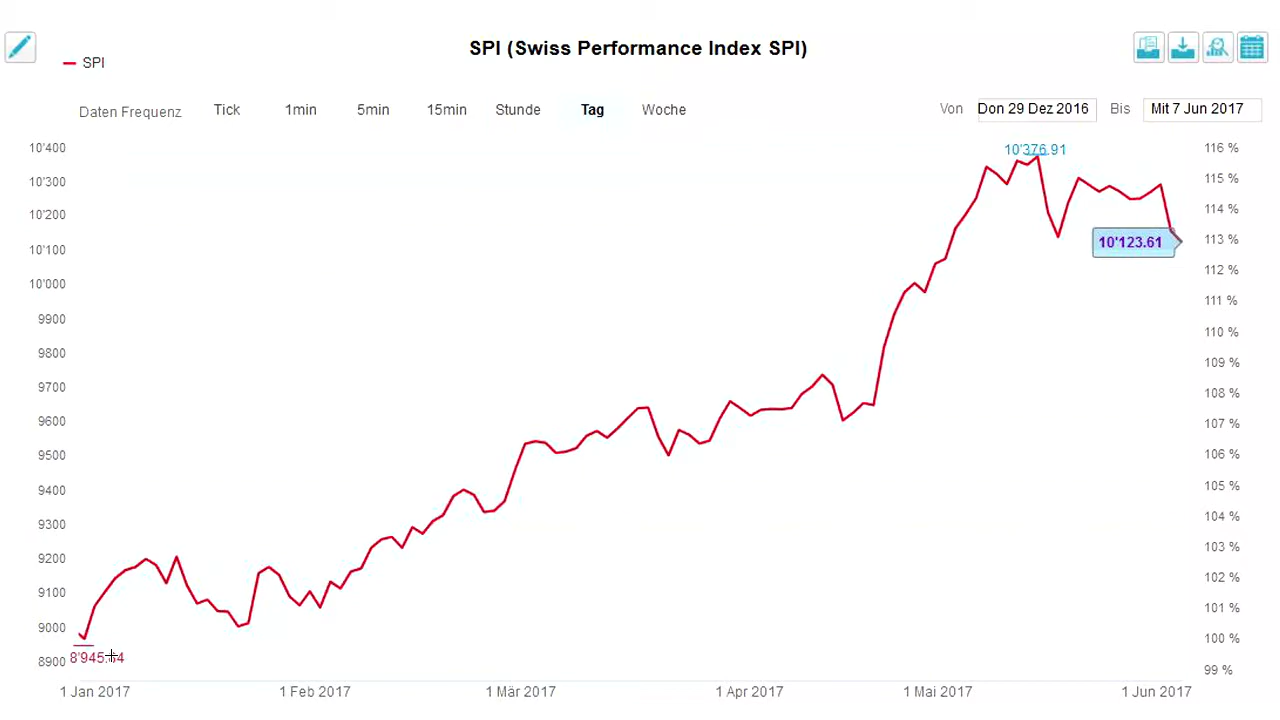 SPI (Swiss Performance Index SPI)
SPI
Daten Frequenz Tick 1min 5min 15min Stunde Tag Woche Von Don 29 Dez 2016 Bis Mit 7 Jun 2017
10'400 10'376.91 116 %
10'300 115 %
10'200 114 %
10'100 10'123.61 113 %
10'000 112 %
9900 111 %
9800 110 %
9700 109 %
9600 108 %
9500 107 %
9400 106 %
9300 105 %
9200 104 %
9100 103 %
9000 102 %
8900 101 %
100 %
99 %
1 Jan 2017 1 Feb 2017 1 Mär 2017 1 Apr 2017 1 Mai 2017 1 Jun 2017